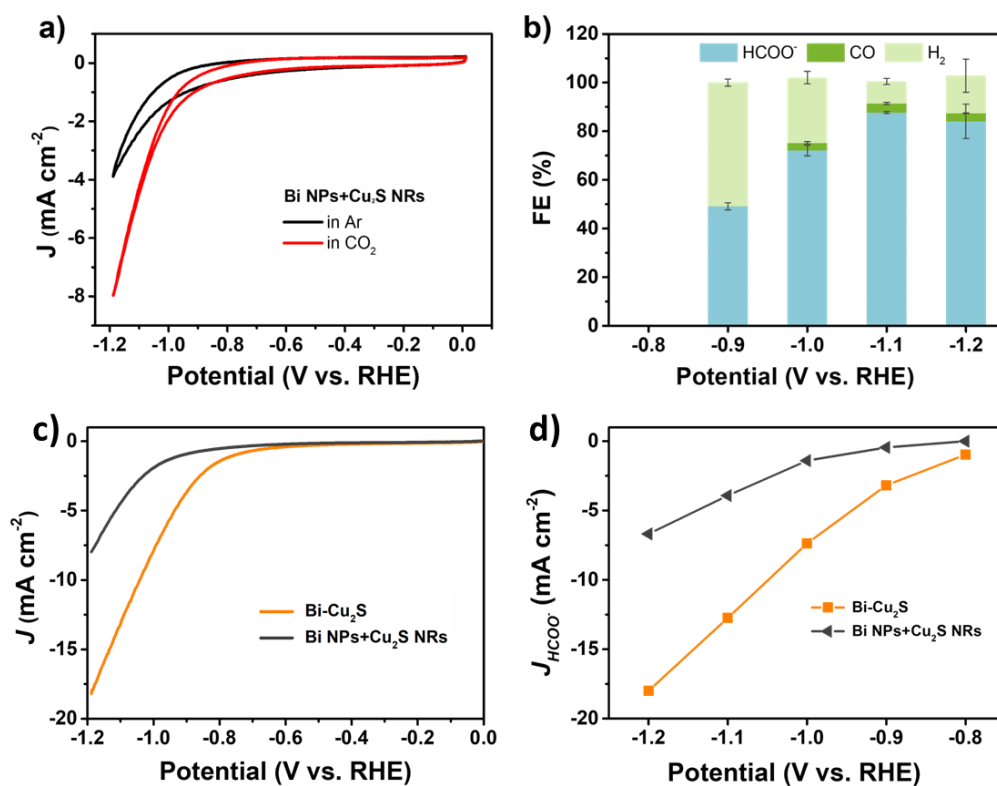 a)
0
-2
-4
-6
-8
J (mA cm⁻²)
Bi NPs+Cu₂S NRs
in Ar
in CO₂
-1.2 -1.0 -0.8 -0.6 -0.4 -0.2 0.0
Potential (V vs. RHE)
b)
120
100
80
60
40
20
0
FE (%)
HCOO⁻ CO H₂
-0.8 -0.9 -1.0 -1.1 -1.2
Potential (V vs. RHE)
c)
0
-5
-10
-15
-20
J (mA cm⁻²)
Bi-Cu₂S
Bi NPs+Cu₂S NRs
-1.2 -1.0 -0.8 -0.6 -0.4 -0.2 0.0
Potential (V vs. RHE)
d)
0
-5
-10
-15
-20
J_HCOO⁻ (mA cm⁻²)
Bi-Cu₂S
Bi NPs+Cu₂S NRs
-1.2 -1.1 -1.0 -0.9 -0.8
Potential (V vs. RHE)